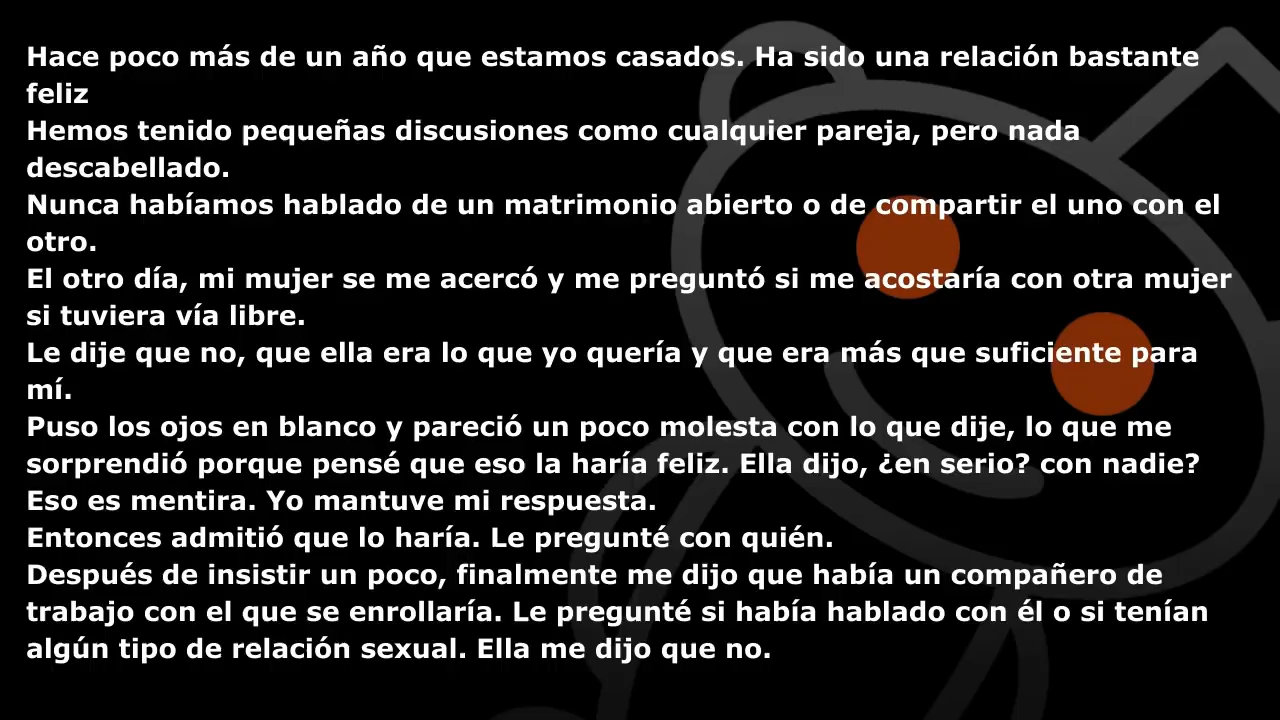 Hace poco más de un año que estamos casados. Ha sido una relación bastante
feliz
Hemos tenido pequeñas discusiones como cualquier pareja, pero nada
descabellado.
Nunca habíamos hablado de un matrimonio abierto o de compartir el uno con el
otro.
El otro día, mi mujer se me acercó y me preguntó si me acostaría con otra mujer
si tuviera vía libre.
Le dije que no, que ella era lo que yo quería y que era más que suficiente para
mí.
Puso los ojos en blanco y pareció un poco molesta con lo que dije, lo que me
sorprendió porque pensé que eso la haría feliz. Ella dijo, ¿en serio? con nadie?
Eso es mentira. Yo mantuve mi respuesta.
Entonces admitió que lo haría. Le pregunté con quién.
Después de insistir un poco, finalmente me dijo que había un compañero de
trabajo con el que se enrollaría. Le pregunté si había hablado con él o si tenían
algún tipo de relación sexual. Ella me dijo que no.